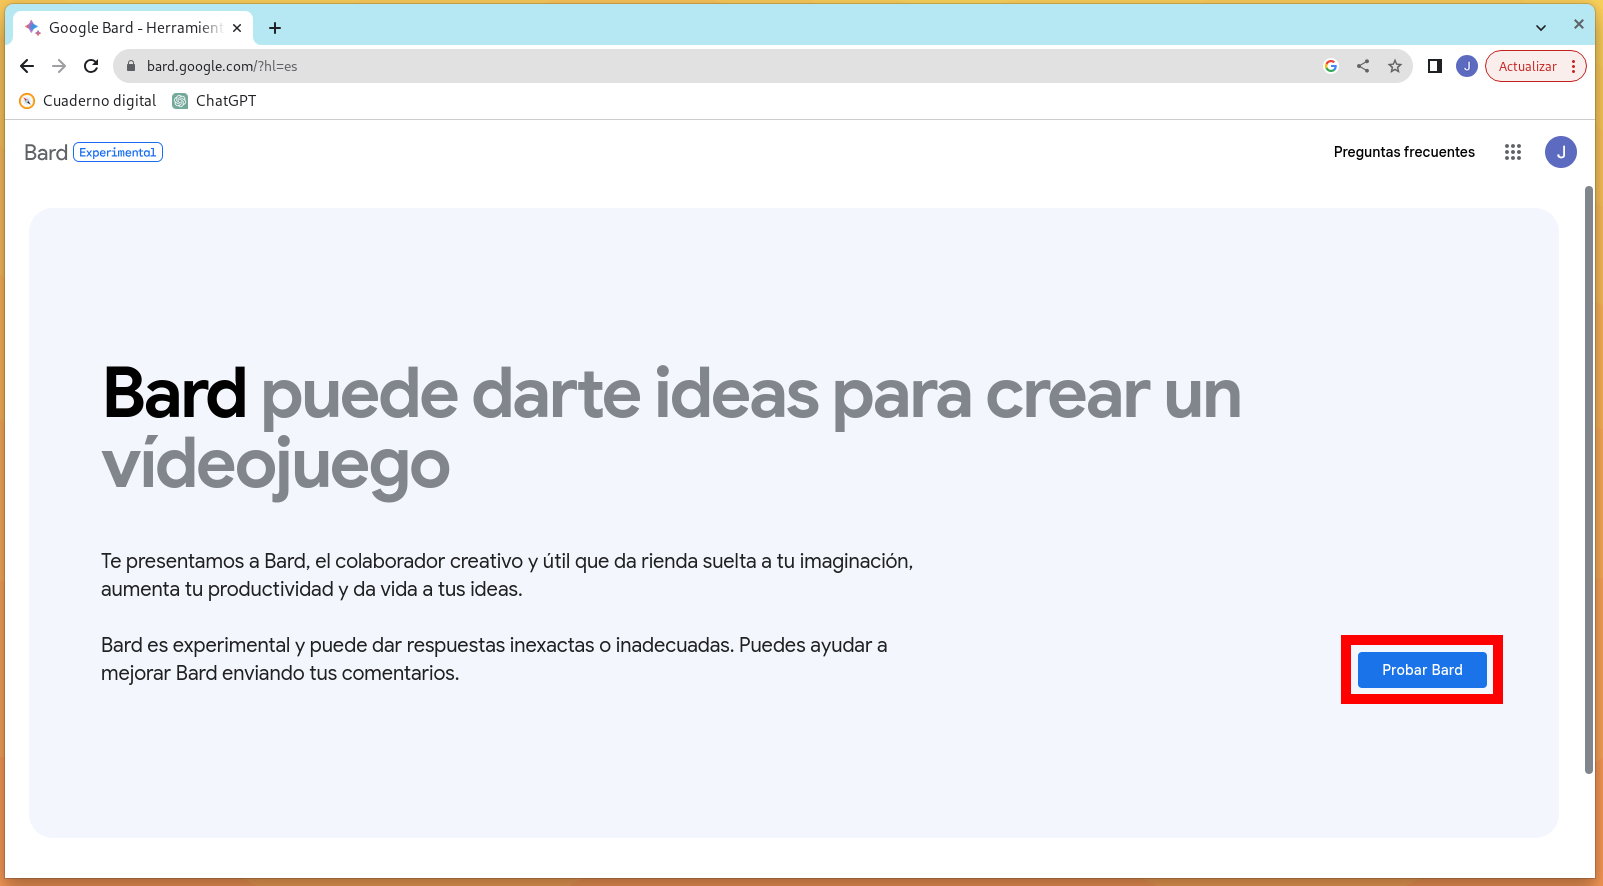 Google Bard - Herramient
bard.google.com/?hl=es
J
Actualizar
Cuaderno digital
ChatGPT
Bard Experimental
Preguntas frecuentes
J
Bard puede darte ideas para crear un
vídeojuego
Te presentamos a Bard, el colaborador creativo y útil que da rienda suelta a tu imaginación,
aumenta tu productividad y da vida a tus ideas.
Bard es experimental y puede dar respuestas inexactas o inadecuadas. Puedes ayudar a
mejorar Bard enviando tus comentarios.
Probar Bard